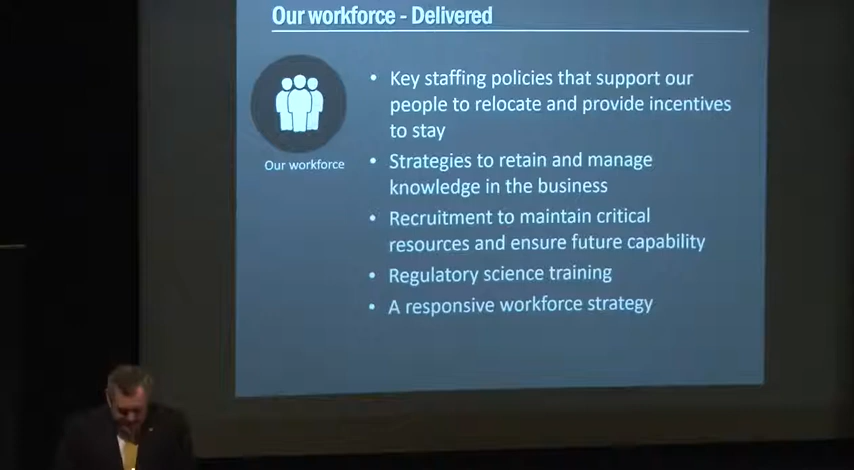 Our workforce - Delivered
• Key staffing policies that support our
people to relocate and provide incentives
to stay
Our workforce
• Strategies to retain and manage
knowledge in the business
• Recruitment to maintain critical
resources and ensure future capability
• Regulatory science training
• A responsive workforce strategy